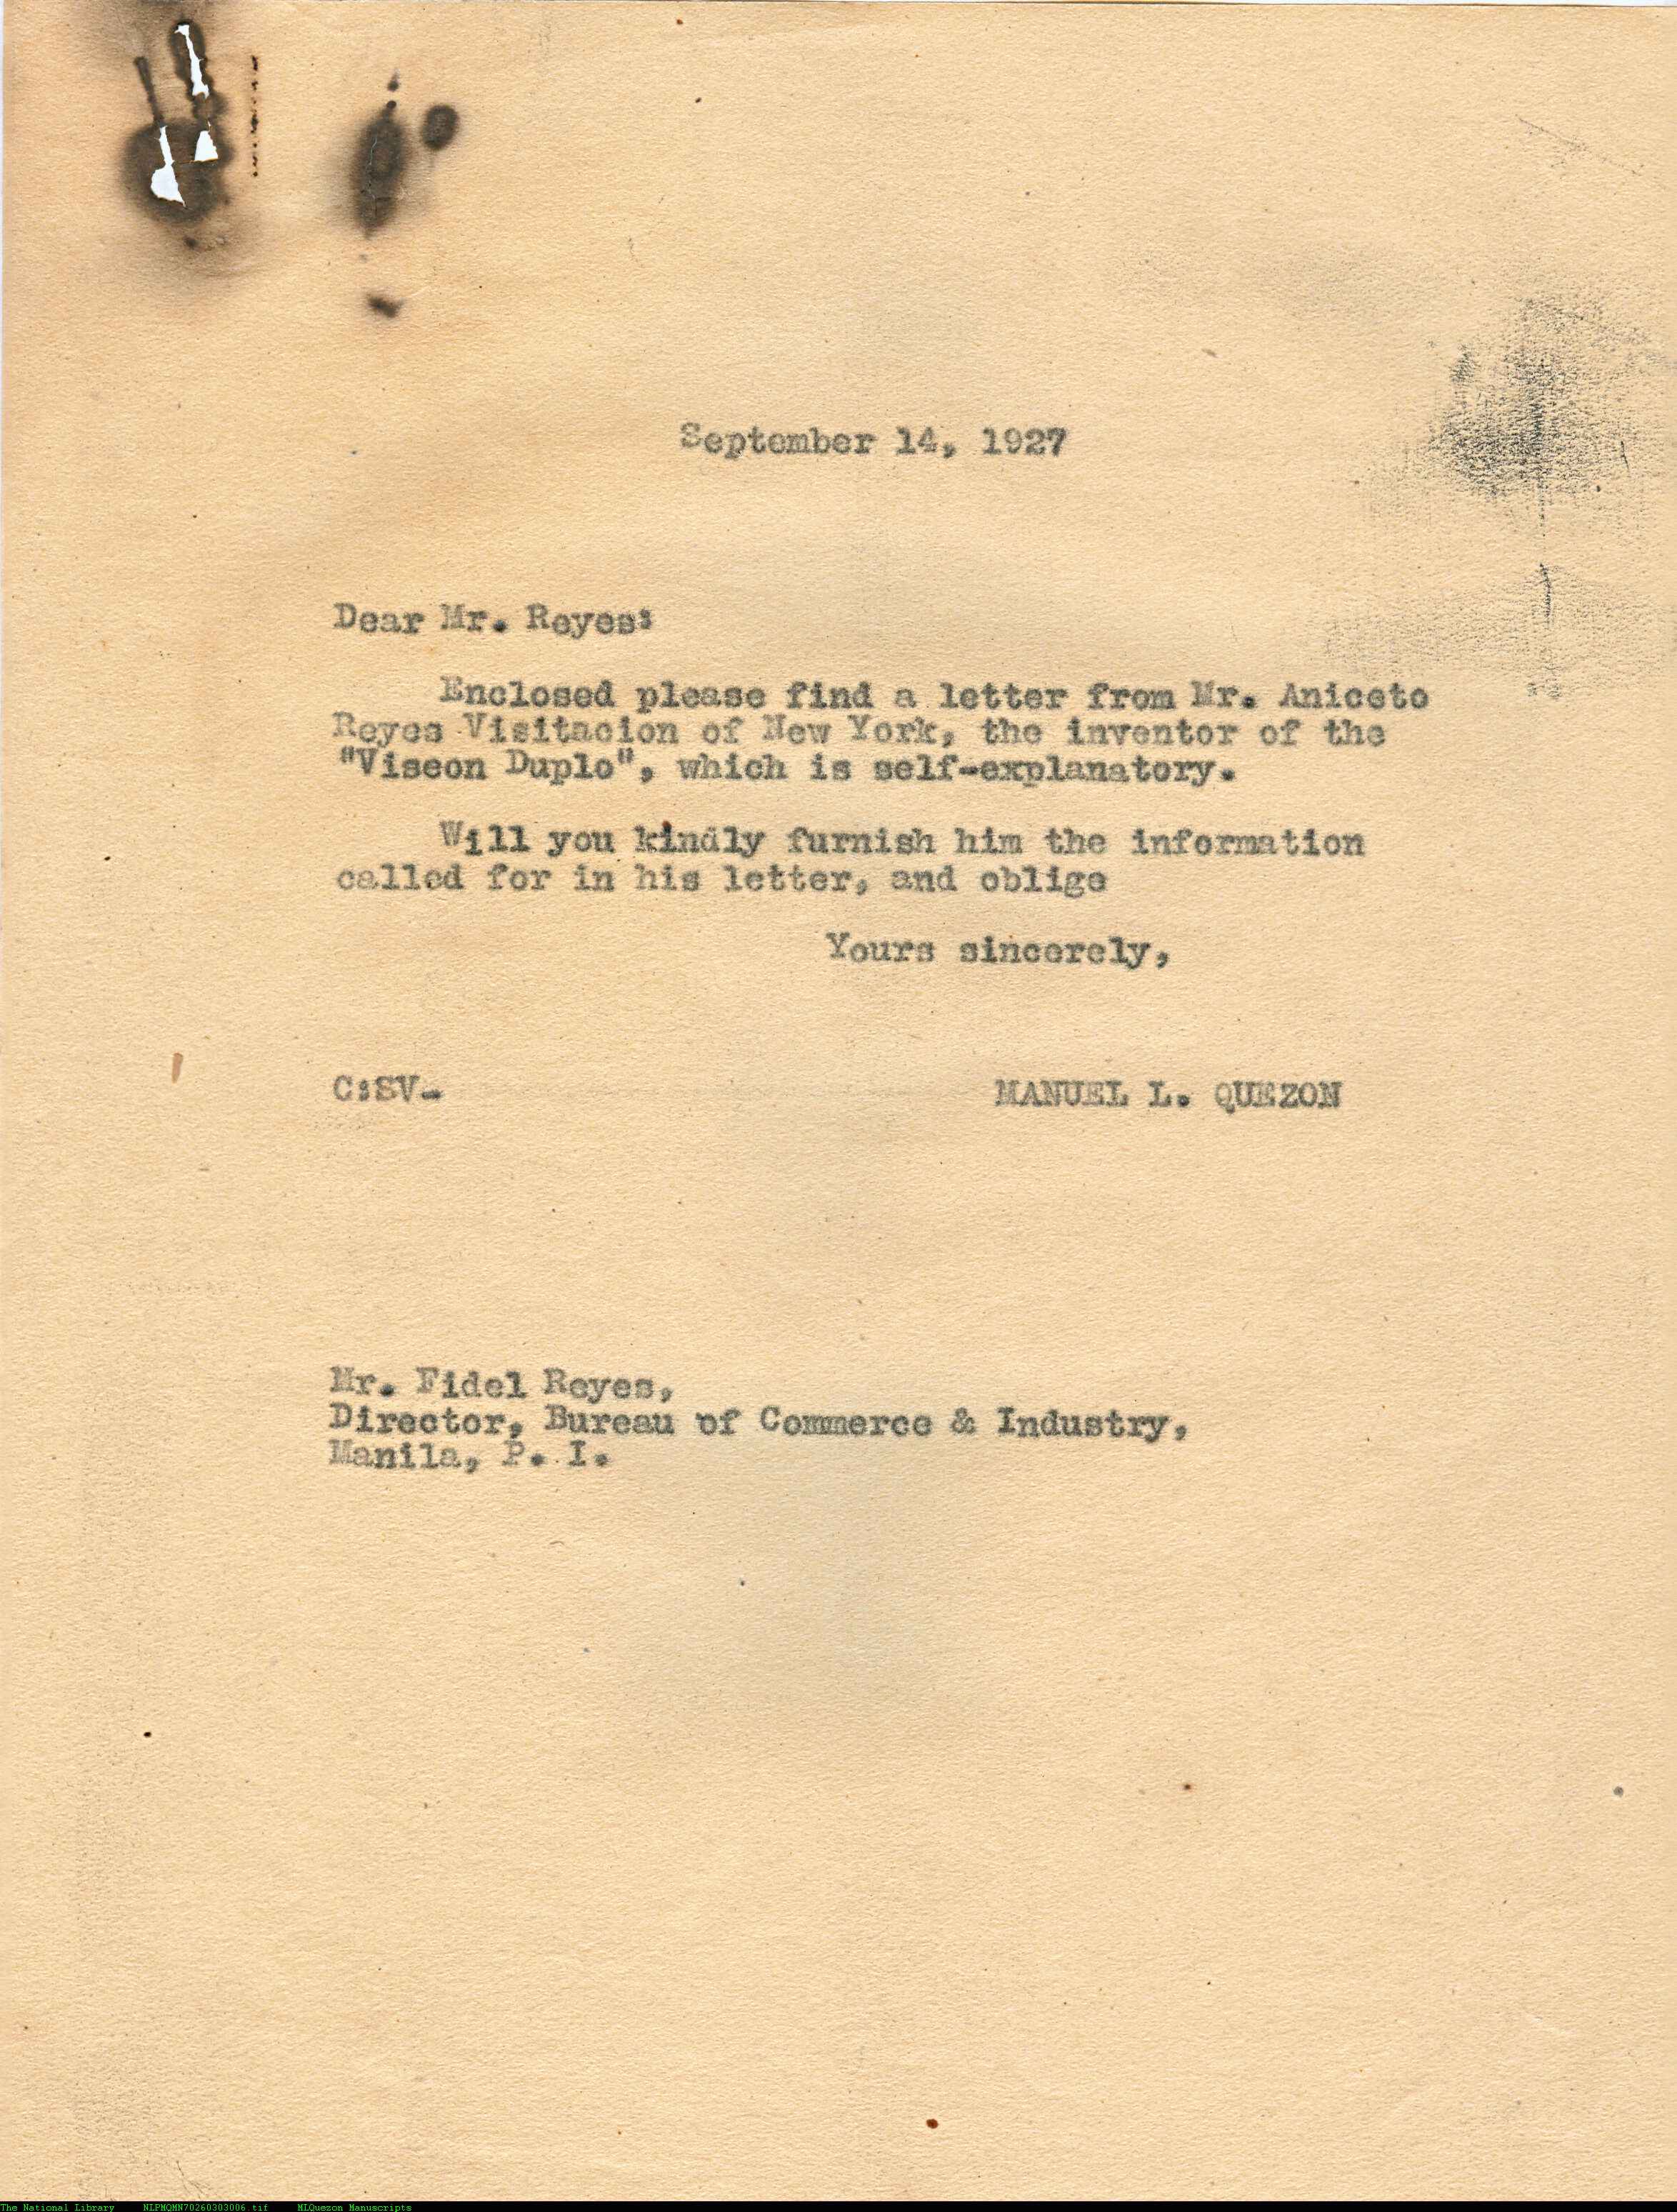 September 14, 1927
Dear Mr. Reyes:
Enclosed please find a letter from Mr. Aniceto
Reyes Visitacion of New York, the inventor of the
"Viseon Duplo", which is self-explanatory.
Will you kindly furnish him the information
called for in his letter, and oblige
Yours sincerely,
C:SV-
MANUEL L. QUEZON
Mr. Fidel Reyes,
Director, Bureau of Commerce & Industry,
Manila, P. I.
The National Library NLPMQMN70260303006.tif MLQuezon Manuscripts